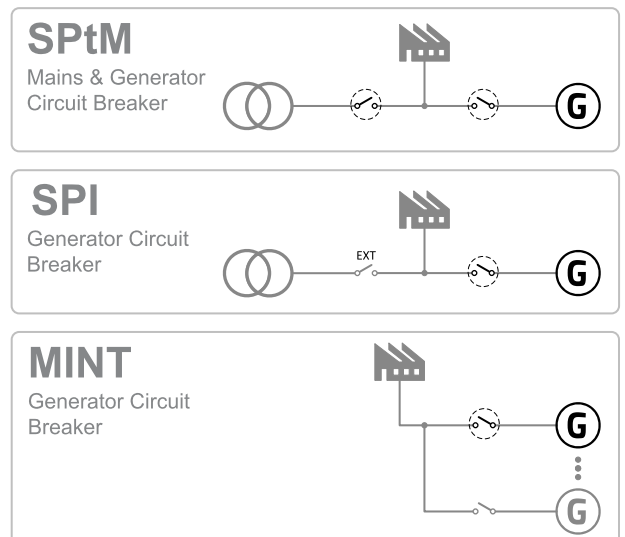 SPtM
Mains & Generator
Circuit Breaker
G
SPI
Generator Circuit
Breaker
EXT
G
MINT
Generator Circuit
Breaker
G
G